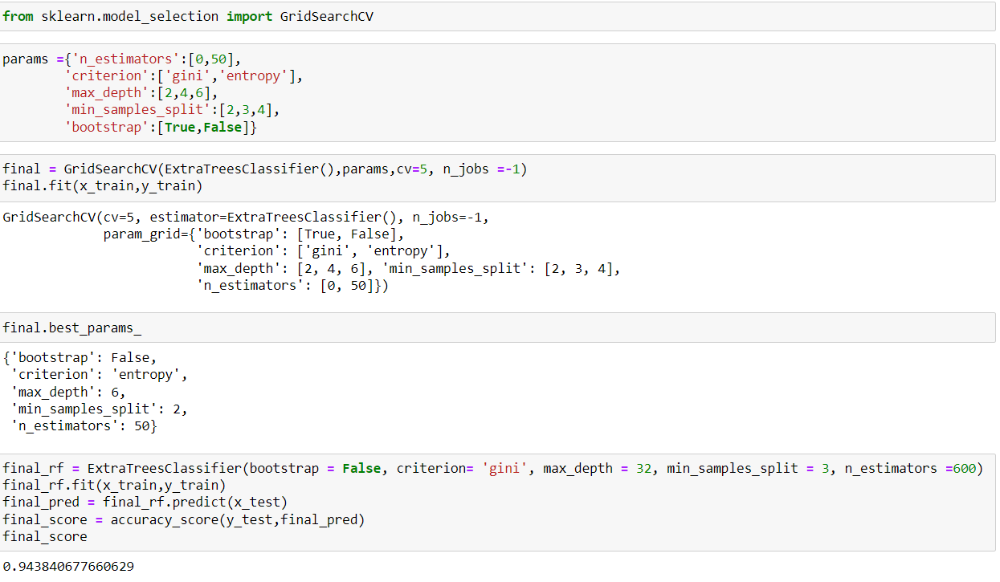 from sklearn.model_selection import GridSearchCV
params ={'n_estimators':[0,50],
        'criterion':['gini','entropy'],
        'max_depth':[2,4,6],
        'min_samples_split':[2,3,4],
        'bootstrap':[True,False]}
final = GridSearchCV(ExtraTreesClassifier(),params,cv=5, n_jobs =-1)
final.fit(x_train,y_train)
GridSearchCV(cv=5, estimator=ExtraTreesClassifier(), n_jobs=-1,
             param_grid={'bootstrap': [True, False],
                         'criterion': ['gini', 'entropy'],
                         'max_depth': [2, 4, 6], 'min_samples_split': [2, 3, 4],
                         'n_estimators': [0, 50]})
final.best_params_
{'bootstrap': False,
 'criterion': 'entropy',
 'max_depth': 6,
 'min_samples_split': 2,
 'n_estimators': 50}
final_rf = ExtraTreesClassifier(bootstrap = False, criterion= 'gini', max_depth = 32, min_samples_split = 3, n_estimators =600)
final_rf.fit(x_train,y_train)
final_pred = final_rf.predict(x_test)
final_score = accuracy_score(y_test,final_pred)
final_score
0.943840677660629